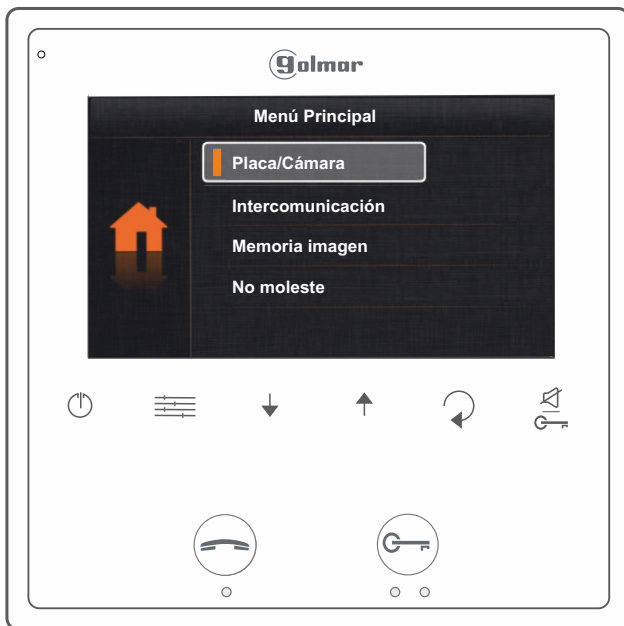 golmar
Menú Principal
Placa/Cámara
Intercomunicación
Memoria imagen
No moleste